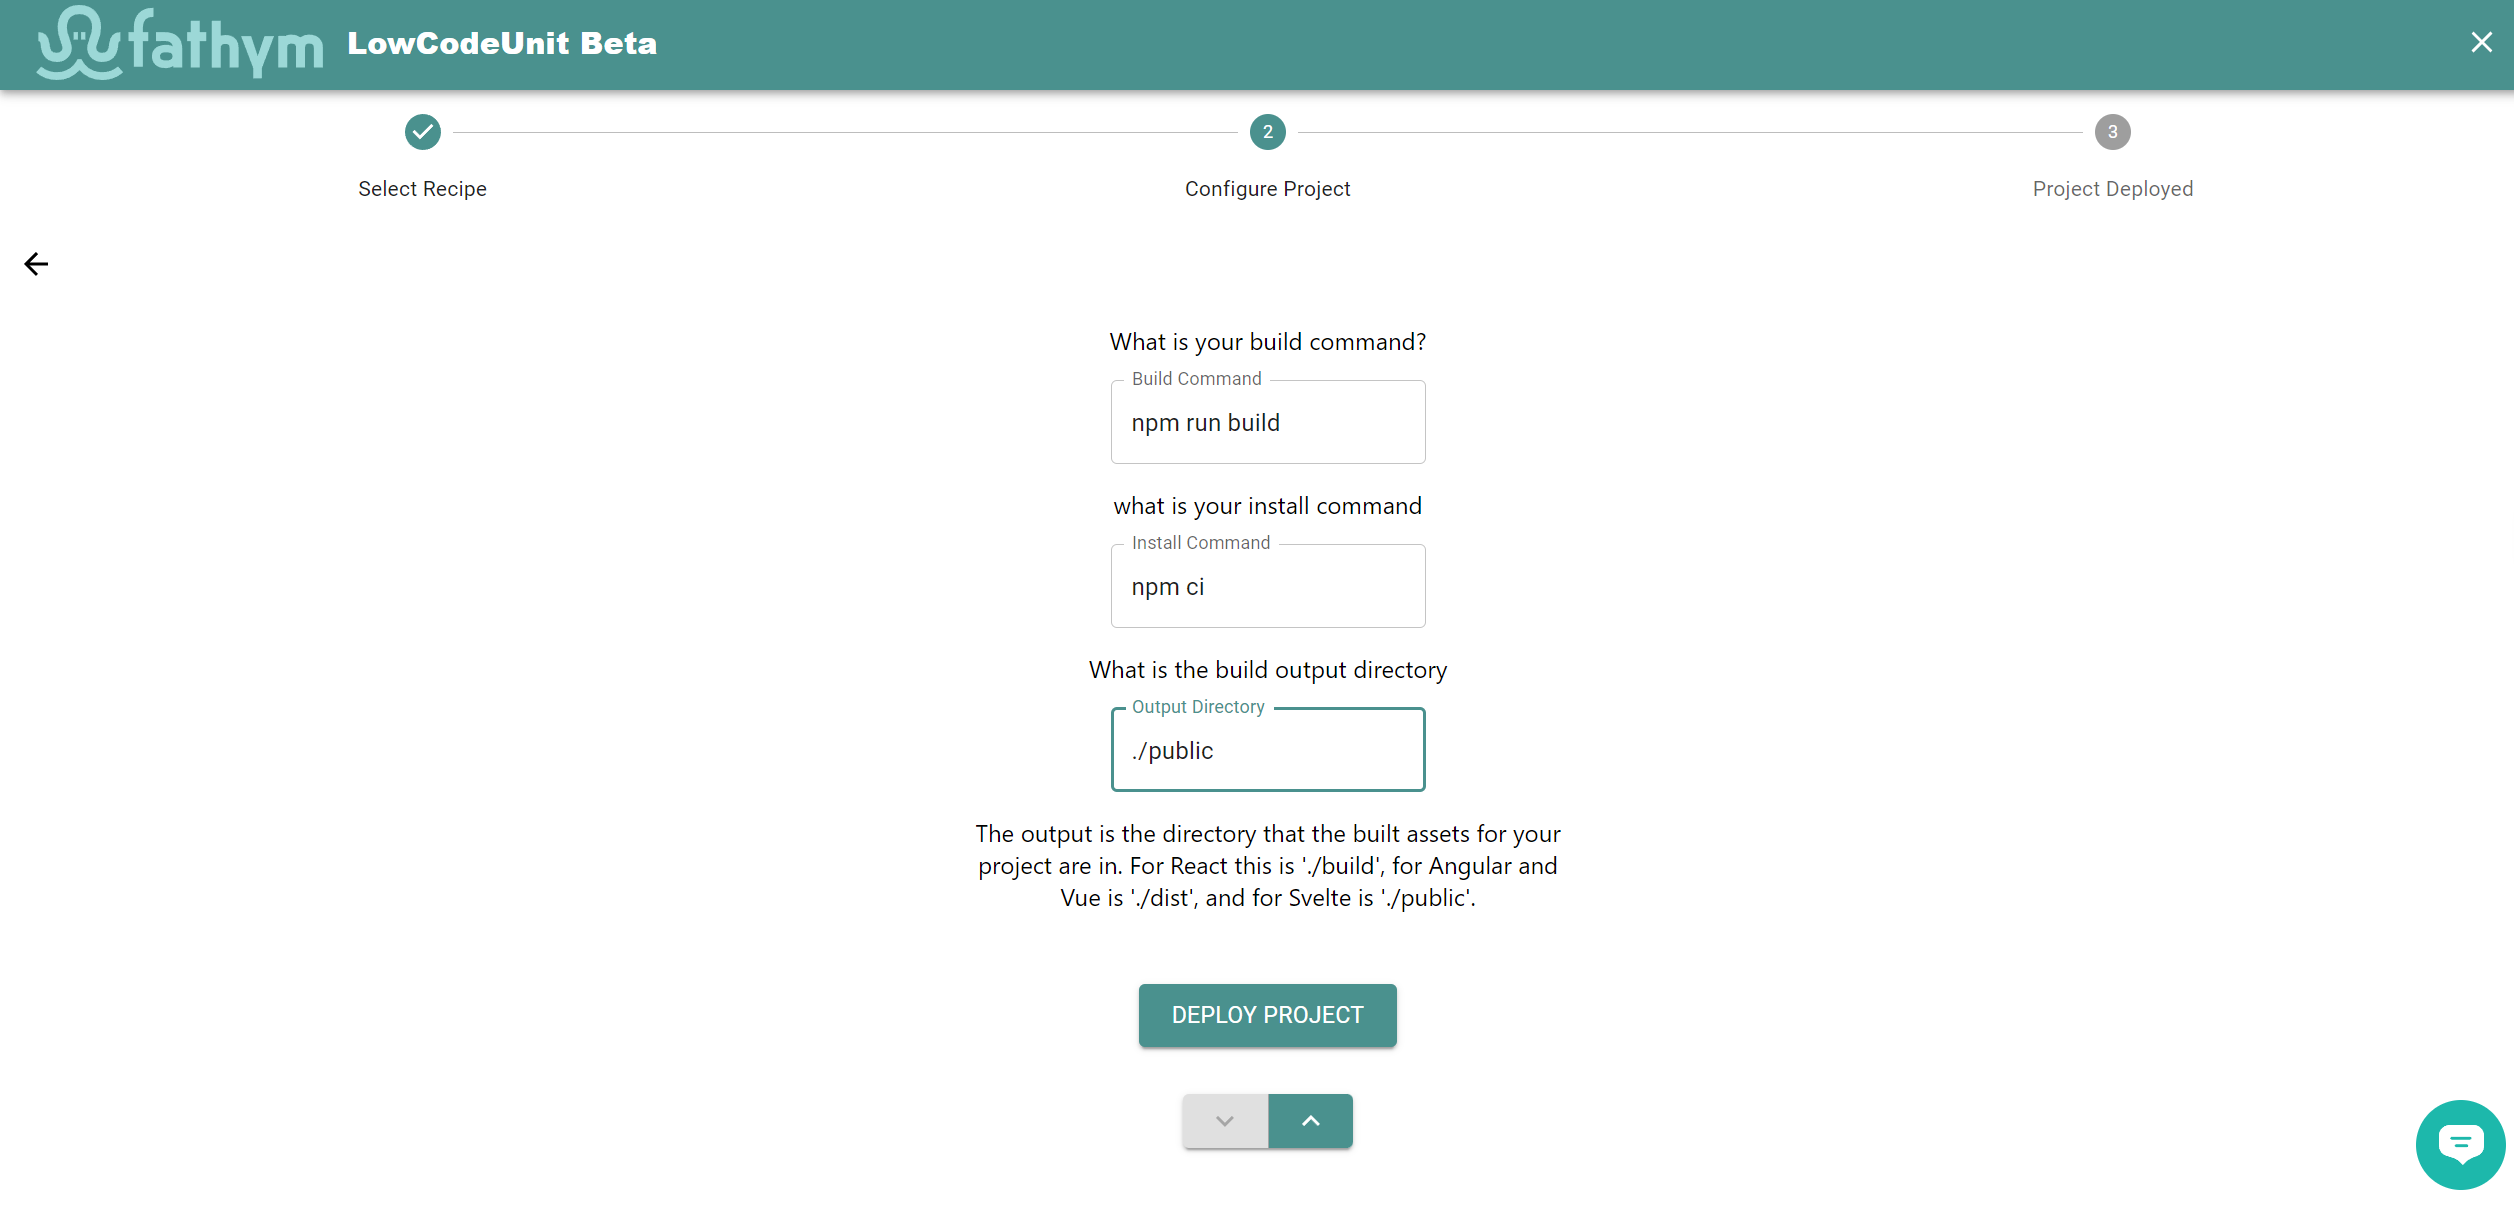 fathym LowCodeUnit Beta
2
3
Select Recipe
Configure Project
Project Deployed
What is your build command?
Build Command
npm run build
what is your install command
Install Command
npm ci
What is the build output directory
Output Directory
./public
The output is the directory that the built assets for your
project are in. For React this is './build', for Angular and
Vue is './dist', and for Svelte is './public'.
DEPLOY PROJECT